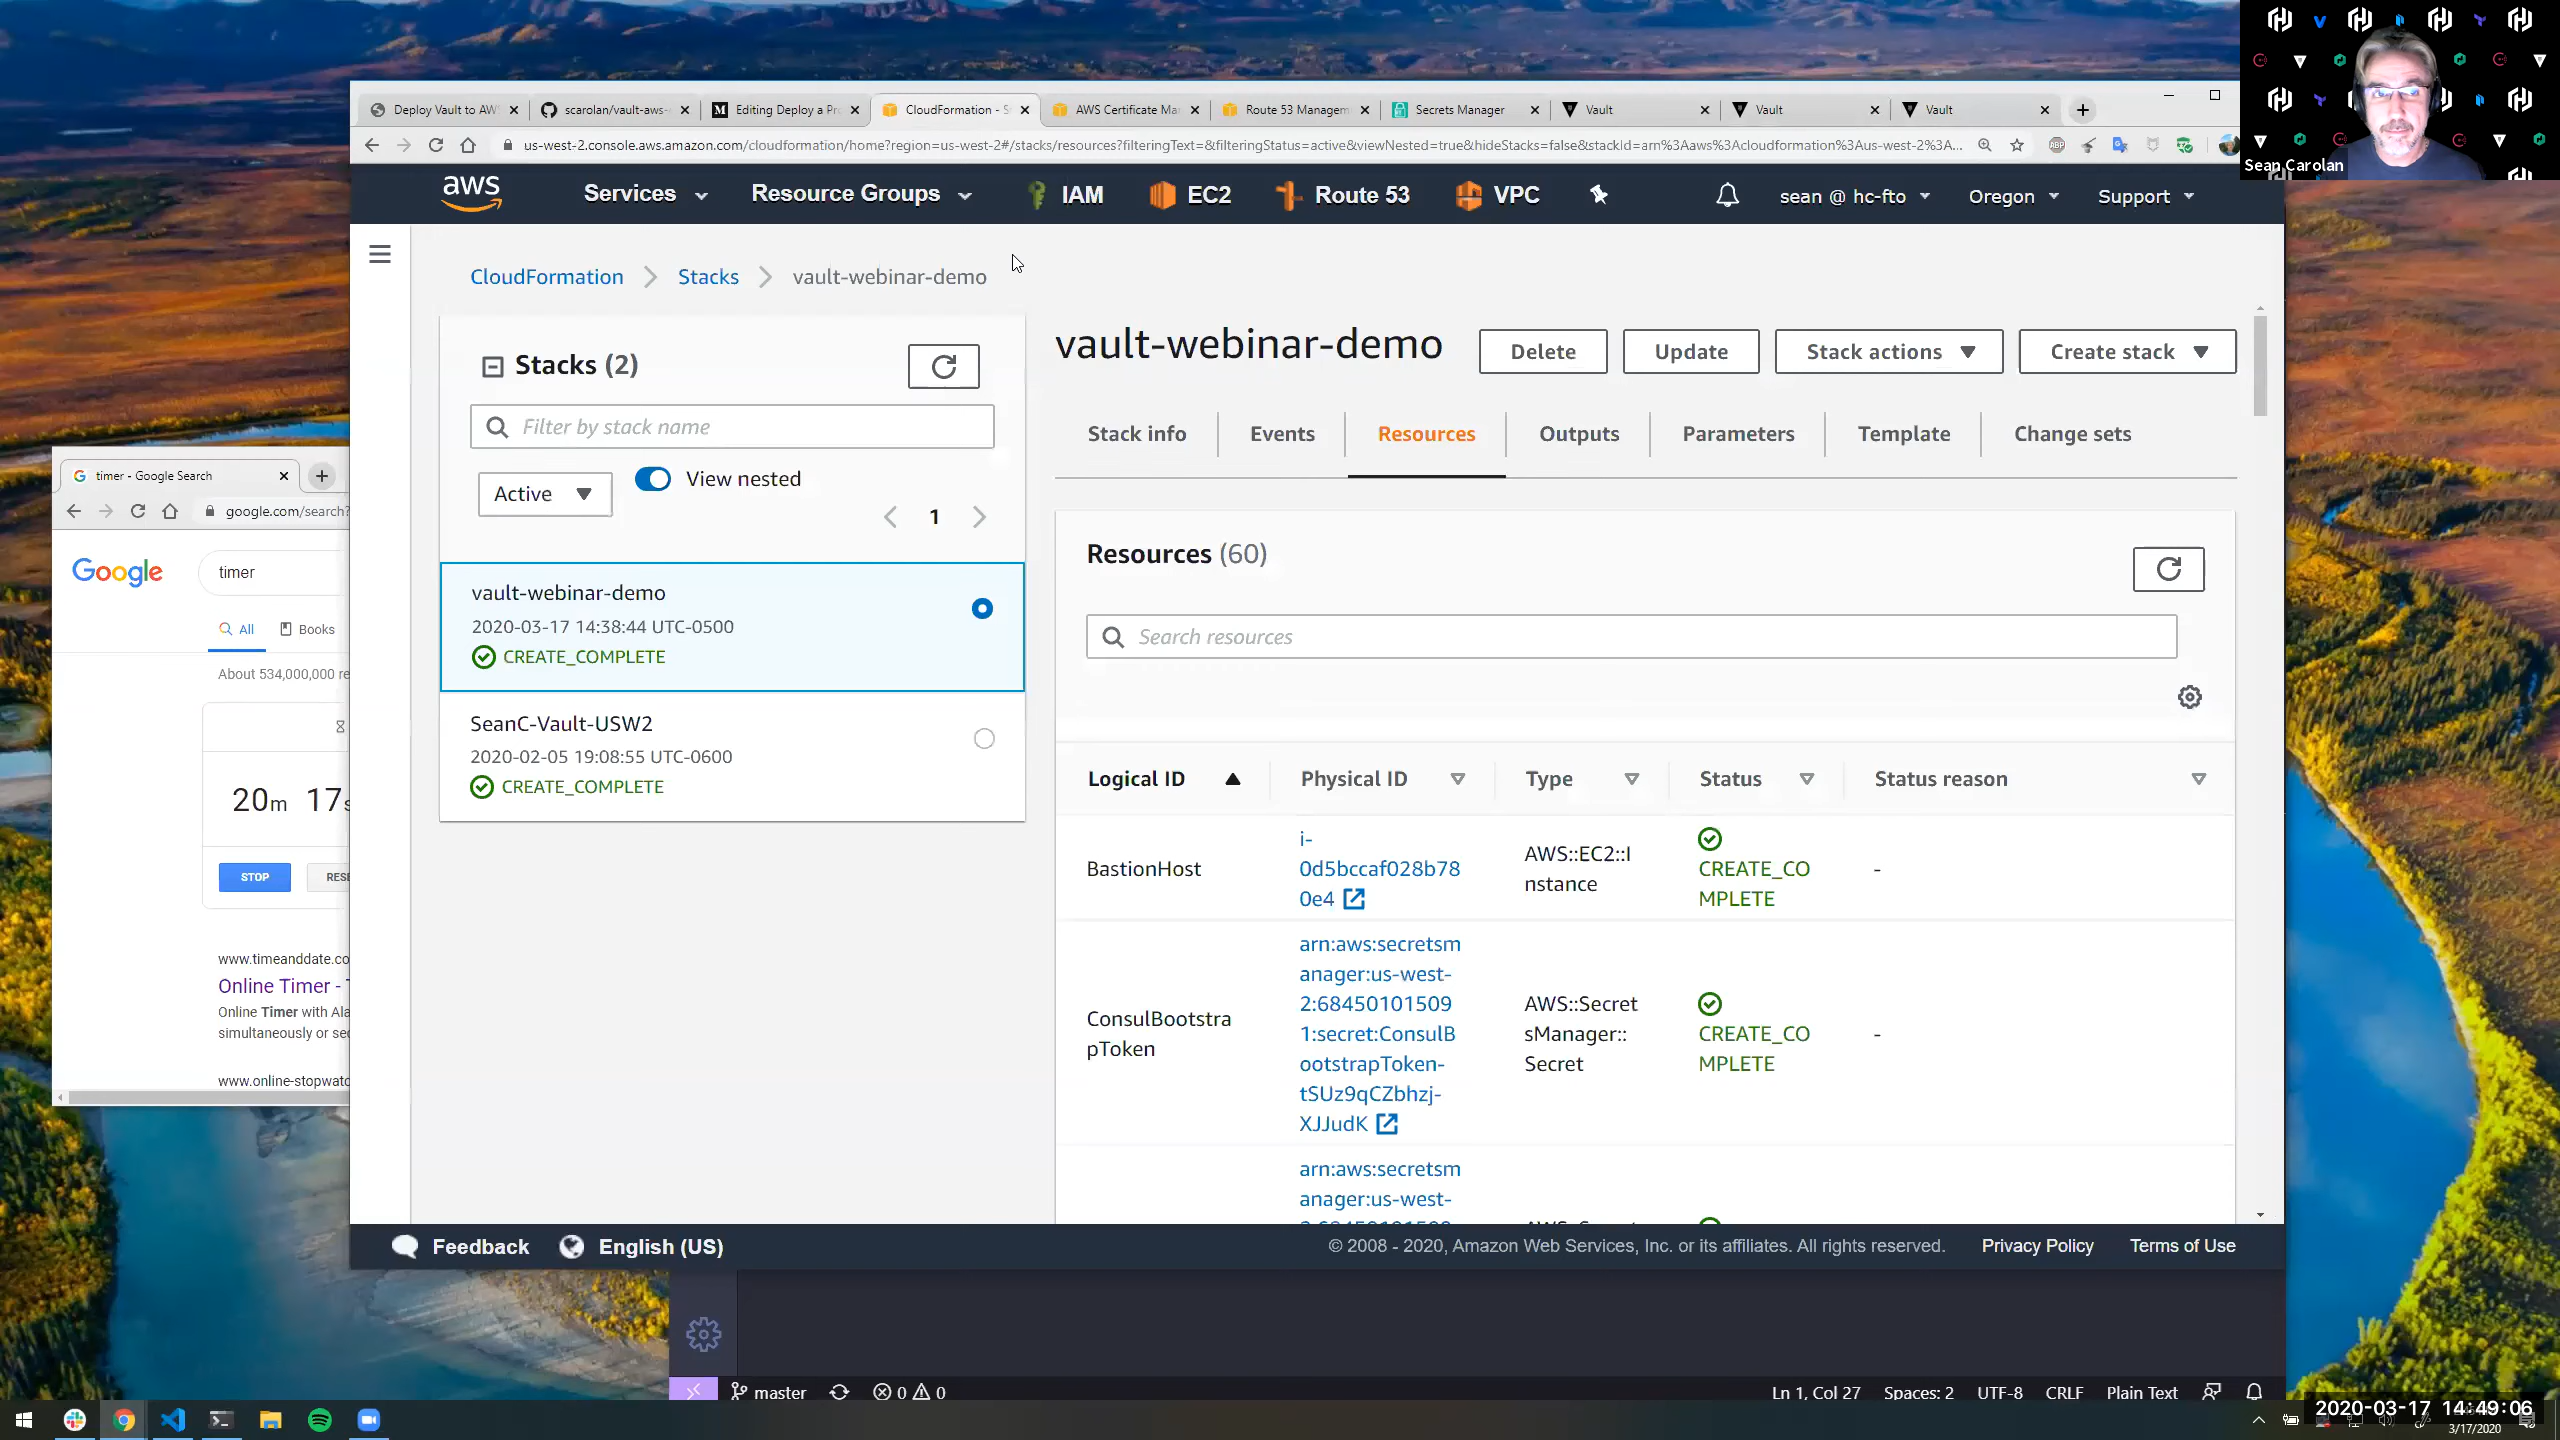 Deploy Vault to AW
scarolan/vault-aws-
Editing Deploy a Pr
CloudFormation - S
AWS Certificate Ma
Route 53 Managem
Secrets Manager
Vault
Vault
Vault
us-west-2.console.aws.amazon.com/cloudformation/home?region=us-west-2#/stacks/resources?filteringText=&filteringStatus=active&viewNested=true&hideStacks=false&stackId=arn%3Aaws%3Acloudformation%3Aus-west-2%3A...
Sean Carolan
aws
Services
Resource Groups
IAM
EC2
Route 53
VPC
sean @ hc-fto
Oregon
Support
CloudFormation
Stacks
vault-webinar-demo
Stacks (2)
Filter by stack name
Active
View nested
1
vault-webinar-demo
2020-03-17 14:38:44 UTC-0500
CREATE_COMPLETE
SeanC-Vault-USW2
2020-02-05 19:08:55 UTC-0600
CREATE_COMPLETE
vault-webinar-demo
Delete
Update
Stack actions
Create stack
Stack info
Events
Resources
Outputs
Parameters
Template
Change sets
Resources (60)
Search resources
Logical ID
Physical ID
Type
Status
Status reason
BastionHost
i-
0d5bccaf028b78
0e4
AWS::EC2::I
nstance
CREATE_CO
MPLETE
-
ConsulBootstra
pToken
arn:aws:secretsm
anager:us-west-
2:68450101509
1:secret:ConsulB
ootstrapToken-
tSUz9qCZbhzj-
XJJudK
AWS::Secret
sManager::
Secret
CREATE_CO
MPLETE
-
arn:aws:secretsm
anager:us-west-
timer - Google Search
google.com/search?
Google
timer
All
Books
About 534,000,000 re
20m 17s
STOP
RESE
www.timeanddate.co
Online Timer - T
Online Timer with Ala
simultaneously or se
www.online-stopwatc
Feedback
English (US)
© 2008 - 2020, Amazon Web Services, Inc. or its affiliates. All rights reserved.
Privacy Policy
Terms of Use
master
0
0
Ln 1, Col 27
Spaces: 2
UTF-8
CRLF
Plain Text
2020-03-17 14:49:06
3/17/2020